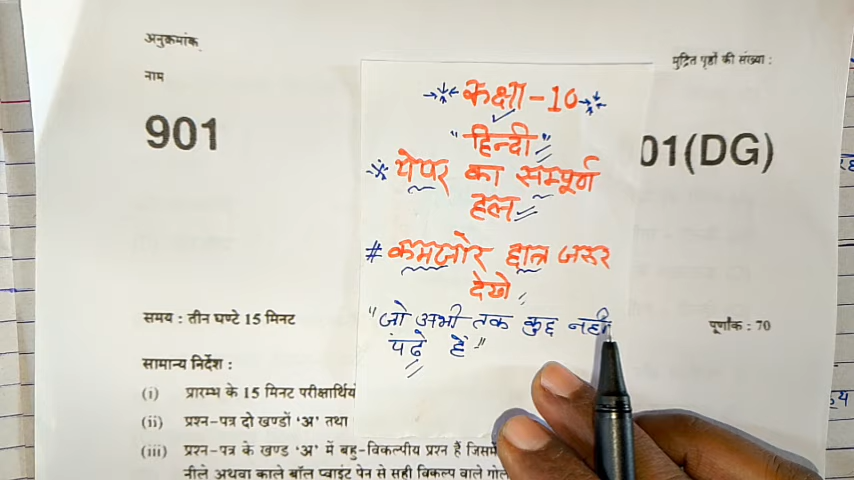 अनुक्रमांक
मुद्रित पृष्ठों की संख्या :
नाम
901
01(DG)
कक्षा-10
"हिन्दी"
पेपर का सम्पूर्ण
हल
# कमजोर छात्र जरुर
देखे
"जो अभी तक कुछ नही
पढ़े हैं"
समय : तीन घण्टे 15 मिनट
पूर्णांक : 70
सामान्य निर्देश :
(i) प्रारम्भ के 15 मिनट परीक्षार्थियं
(ii) प्रश्न-पत्र दो खण्डों 'अ' तथा
(iii) प्रश्न-पत्र के खण्ड 'अ' में बहु-विकल्पीय प्रश्न हैं जिसमें
नीले अथवा काले बॉल प्वाइंट पेन से सही विकल्प वाले गोल